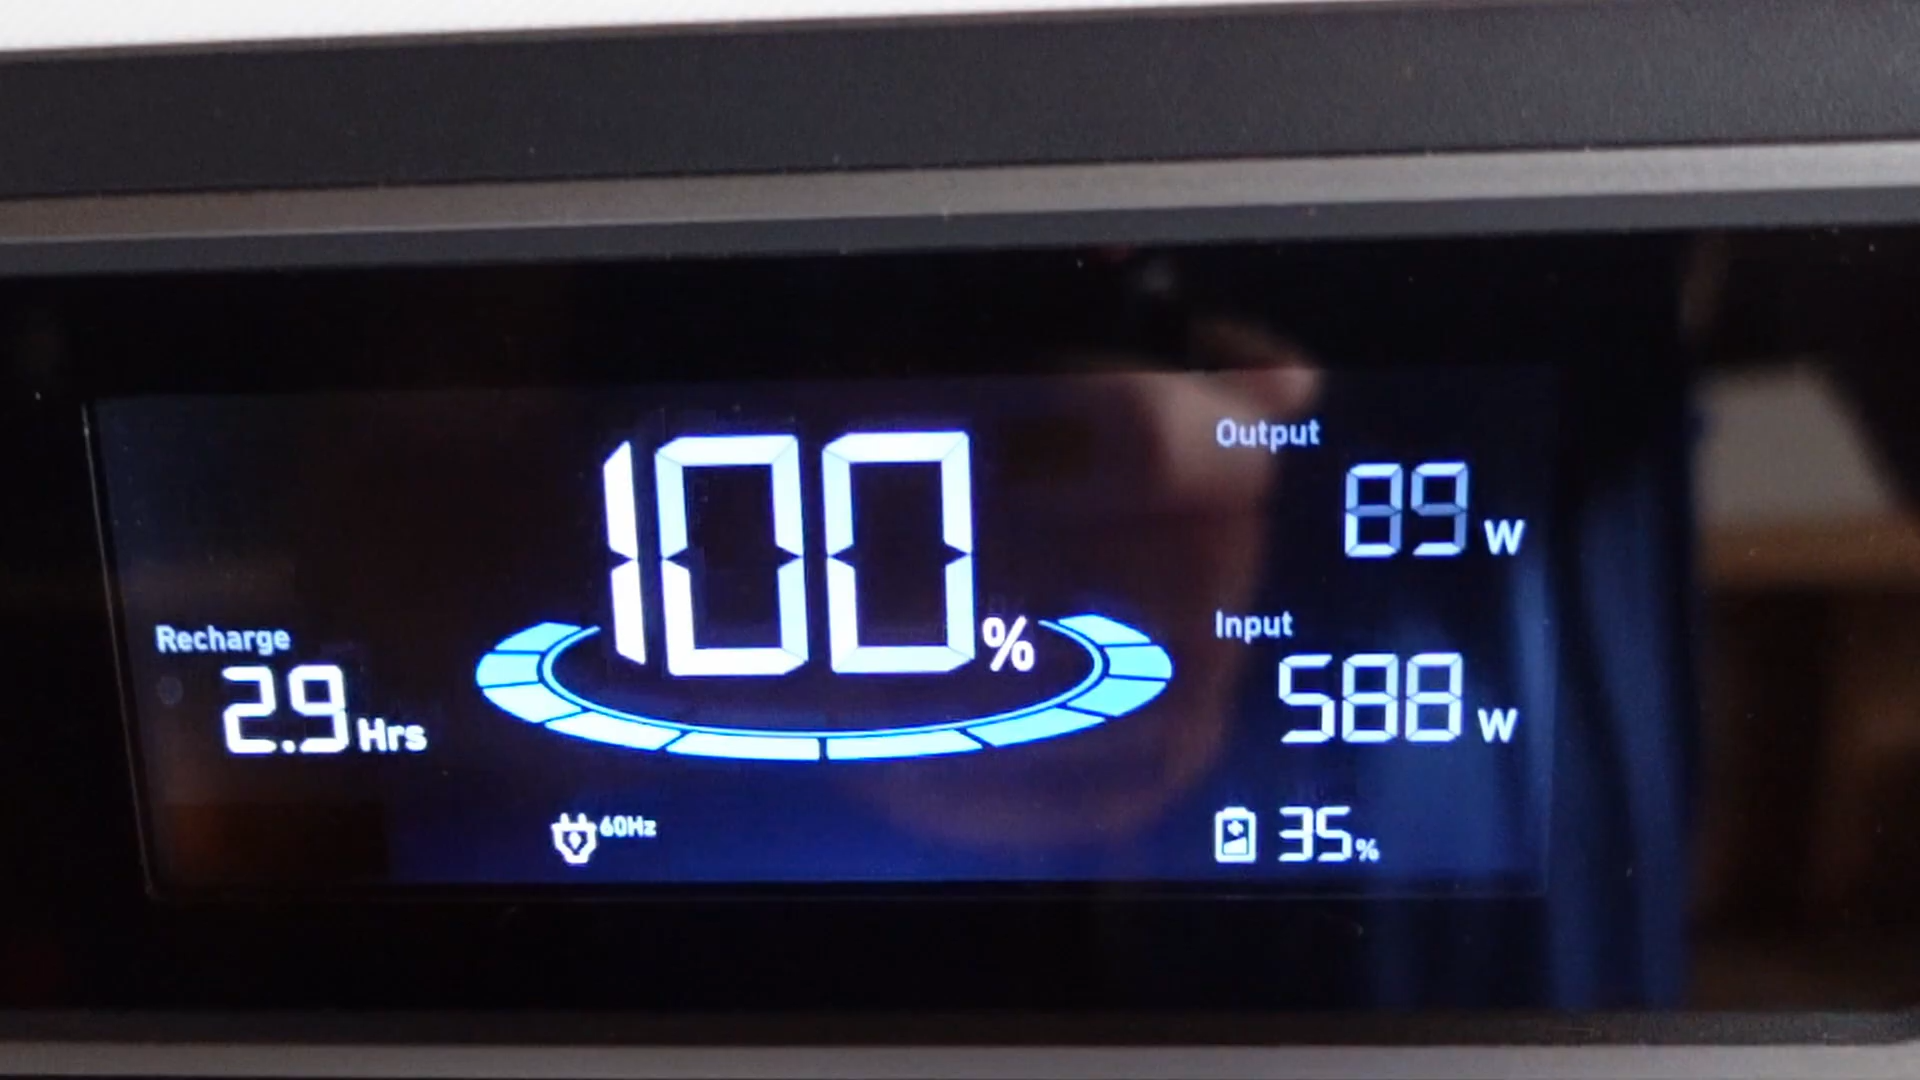 100%
Output
89 W
Recharge
2.9 Hrs
Input
588 W
60Hz
35%